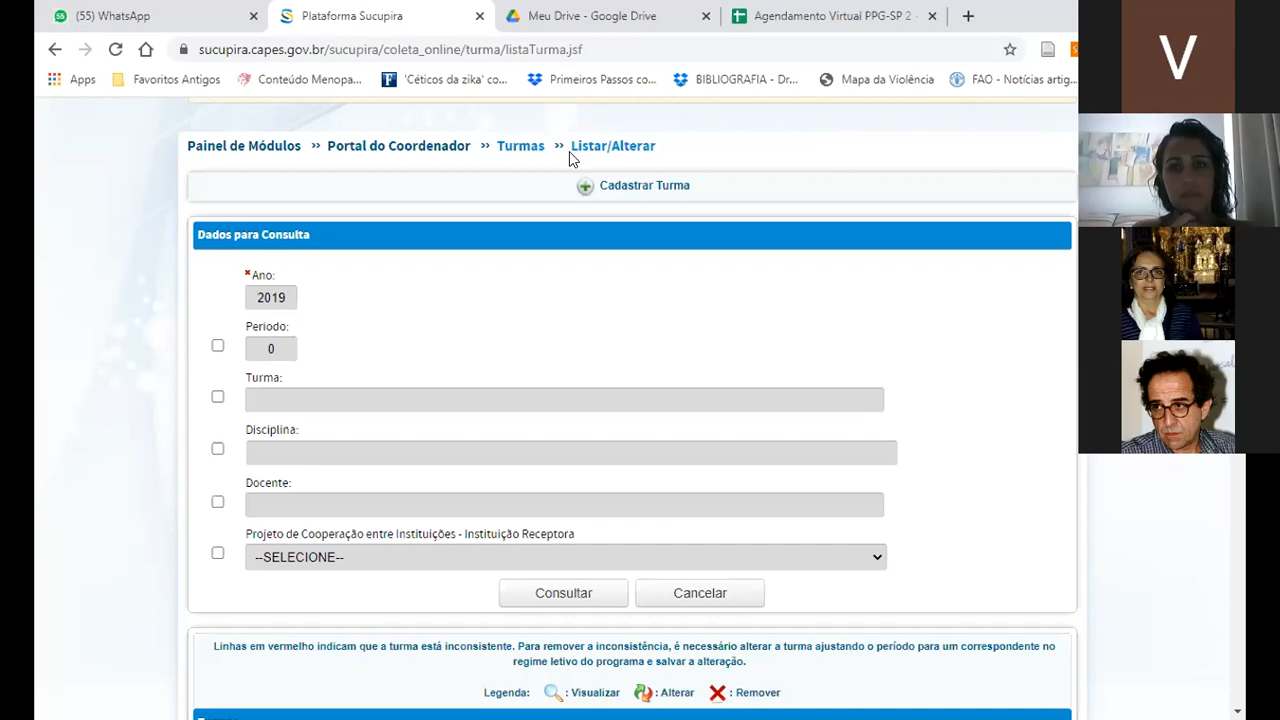 (55) WhatsApp
Plataforma Sucupira
Meu Drive - Google Drive
Agendamento Virtual PPG-SP 2 -
sucupira.capes.gov.br/sucupira/coleta_online/turma/listaTurma.jsf
Apps
Favoritos Antigos
Conteúdo Menopa...
'Céticos da zika' co...
Primeiros Passos co...
BIBLIOGRAFIA - Dr...
Mapa da Violência
FAO - Notícias artig...
V
Painel de Módulos » Portal do Coordenador » Turmas » Listar/Alterar
Cadastrar Turma
Dados para Consulta
* Ano:
2019
Periodo:
0
Turma:
Disciplina:
Docente:
Projeto de Cooperação entre Instituições - Instituição Receptora
--SELECIONE--
Consultar
Cancelar
Linhas em vermelho indicam que a turma está inconsistente. Para remover a inconsistência, é necessário alterar a turma ajustando o período para um correspondente no
regime letivo do programa e salvar a alteração.
Legenda: : Visualizar : Alterar : Remover